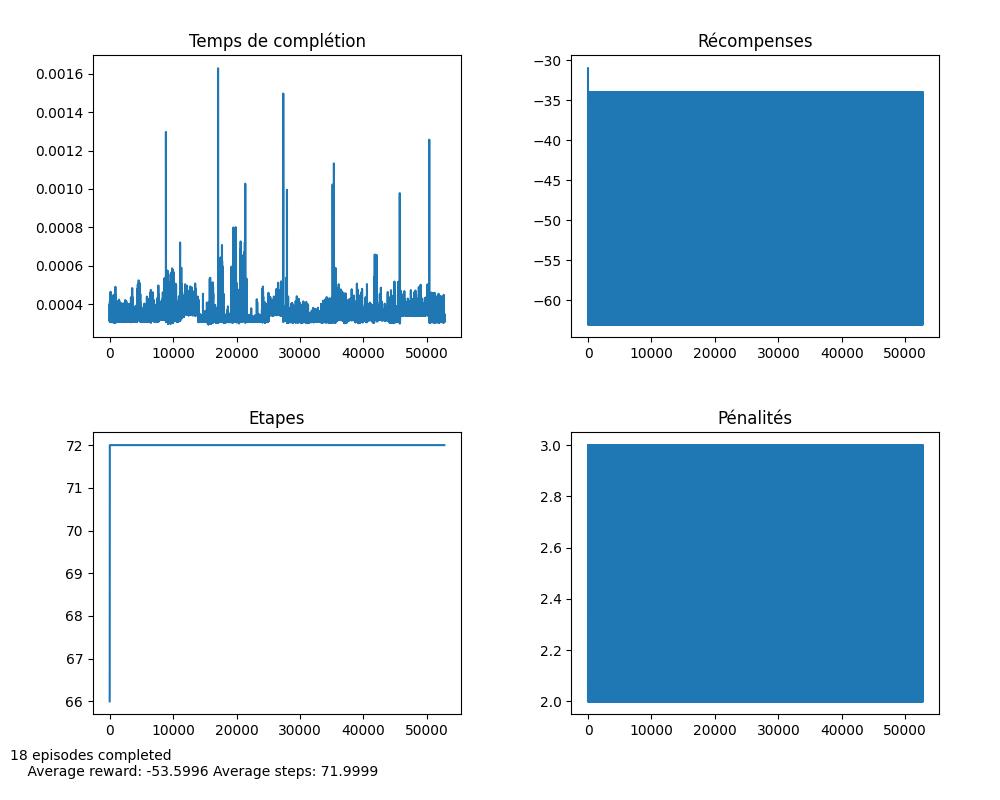 Temps de complétion
0.0016
0.0014
0.0012
0.0010
0.0008
0.0006
0.0004
0 10000 20000 30000 40000 50000
Récompenses
−30
−35
−40
−45
−50
−55
−60
0 10000 20000 30000 40000 50000
Etapes
72
71
70
69
68
67
66
0 10000 20000 30000 40000 50000
Pénalités
3.0
2.8
2.6
2.4
2.2
2.0
0 10000 20000 30000 40000 50000
18 episodes completed
Average reward: -53.5996 Average steps: 71.9999